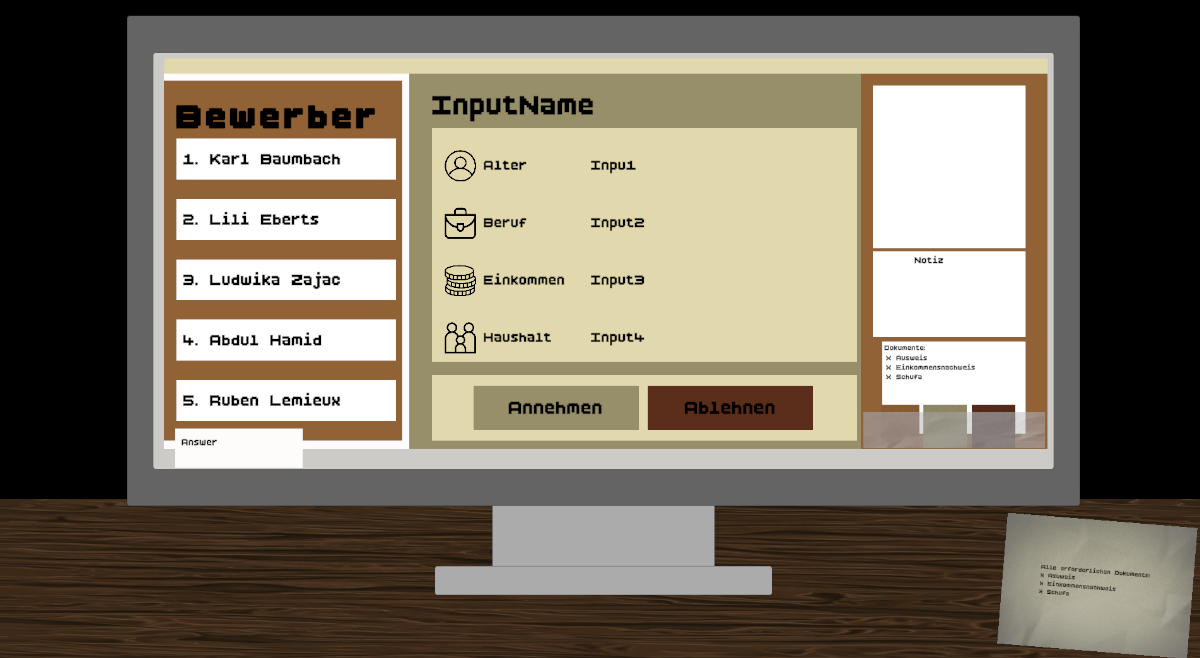 Bewerber
1. Karl Baumbach
2. Lili Eberts
3. Ludwika Zajac
4. Abdul Hamid
5. Ruben Lemieux
Answer
InputName
Alter Inpu1
Beruf Input2
Einkommen Input3
Haushalt Input4
Annehmen Ablehnen
Notiz
Dokumente:
x Ausweis
x Einkommensnachweis
x Schufa
Alle erforderlichen Dokumente:
x Ausweis
x Einkommensnachweis
x Schufa